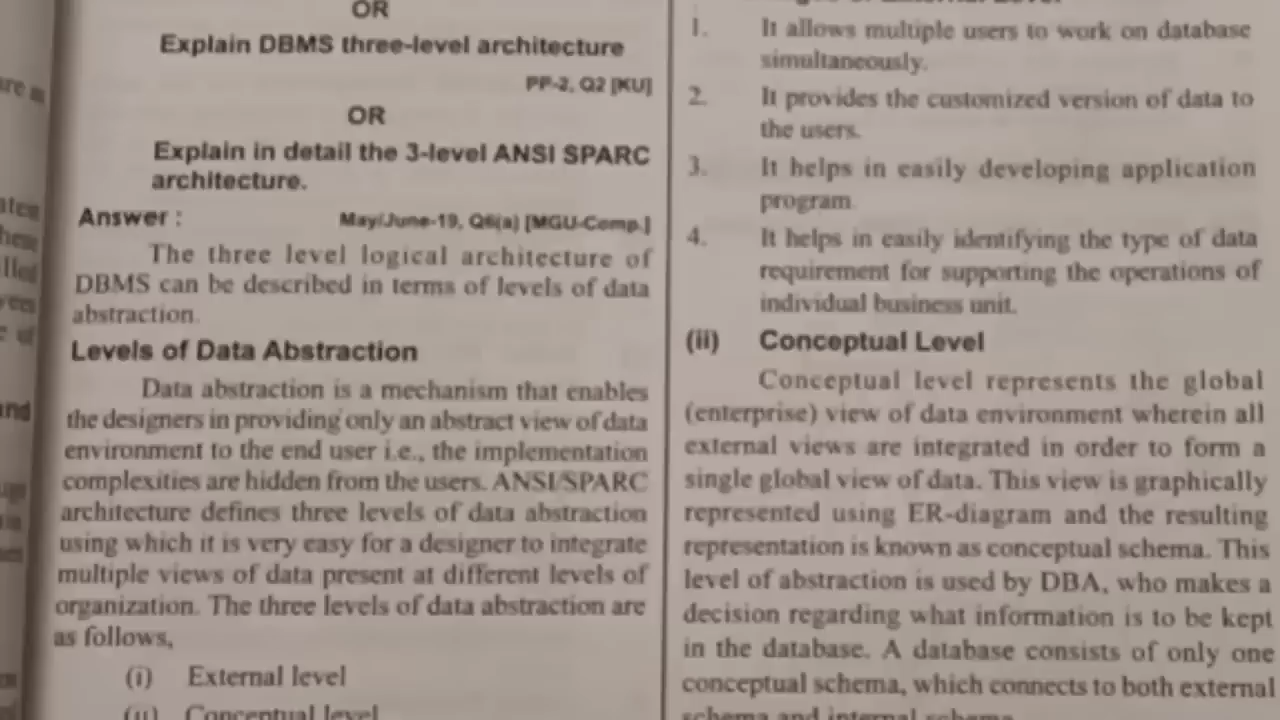 OR
Explain DBMS three-level architecture
PP-2, Q2 [KU]
OR
Explain in detail the 3-level ANSI SPARC
architecture.
Answer :
May/June-19, Q6(a) [MGU-Comp.]
The three level logical architecture of
DBMS can be described in terms of levels of data
abstraction.
Levels of Data Abstraction
Data abstraction is a mechanism that enables
the designers in providing only an abstract view of data
environment to the end user i.e., the implementation
complexities are hidden from the users. ANSI/SPARC
architecture defines three levels of data abstraction
using which it is very easy for a designer to integrate
multiple views of data present at different levels of
organization. The three levels of data abstraction are
as follows,
(i) External level
(ii) Conceptual level
1. It allows multiple users to work on database
simultaneously.
2. It provides the customized version of data to
the users.
3. It helps in easily developing application
program.
4. It helps in easily identifying the type of data
requirement for supporting the operations of
individual business unit.
(ii) Conceptual Level
Conceptual level represents the global
(enterprise) view of data environment wherein all
external views are integrated in order to form a
single global view of data. This view is graphically
represented using ER-diagram and the resulting
representation is known as conceptual schema. This
level of abstraction is used by DBA, who makes a
decision regarding what information is to be kept
in the database. A database consists of only one
conceptual schema, which connects to both external
schema and internal schema.